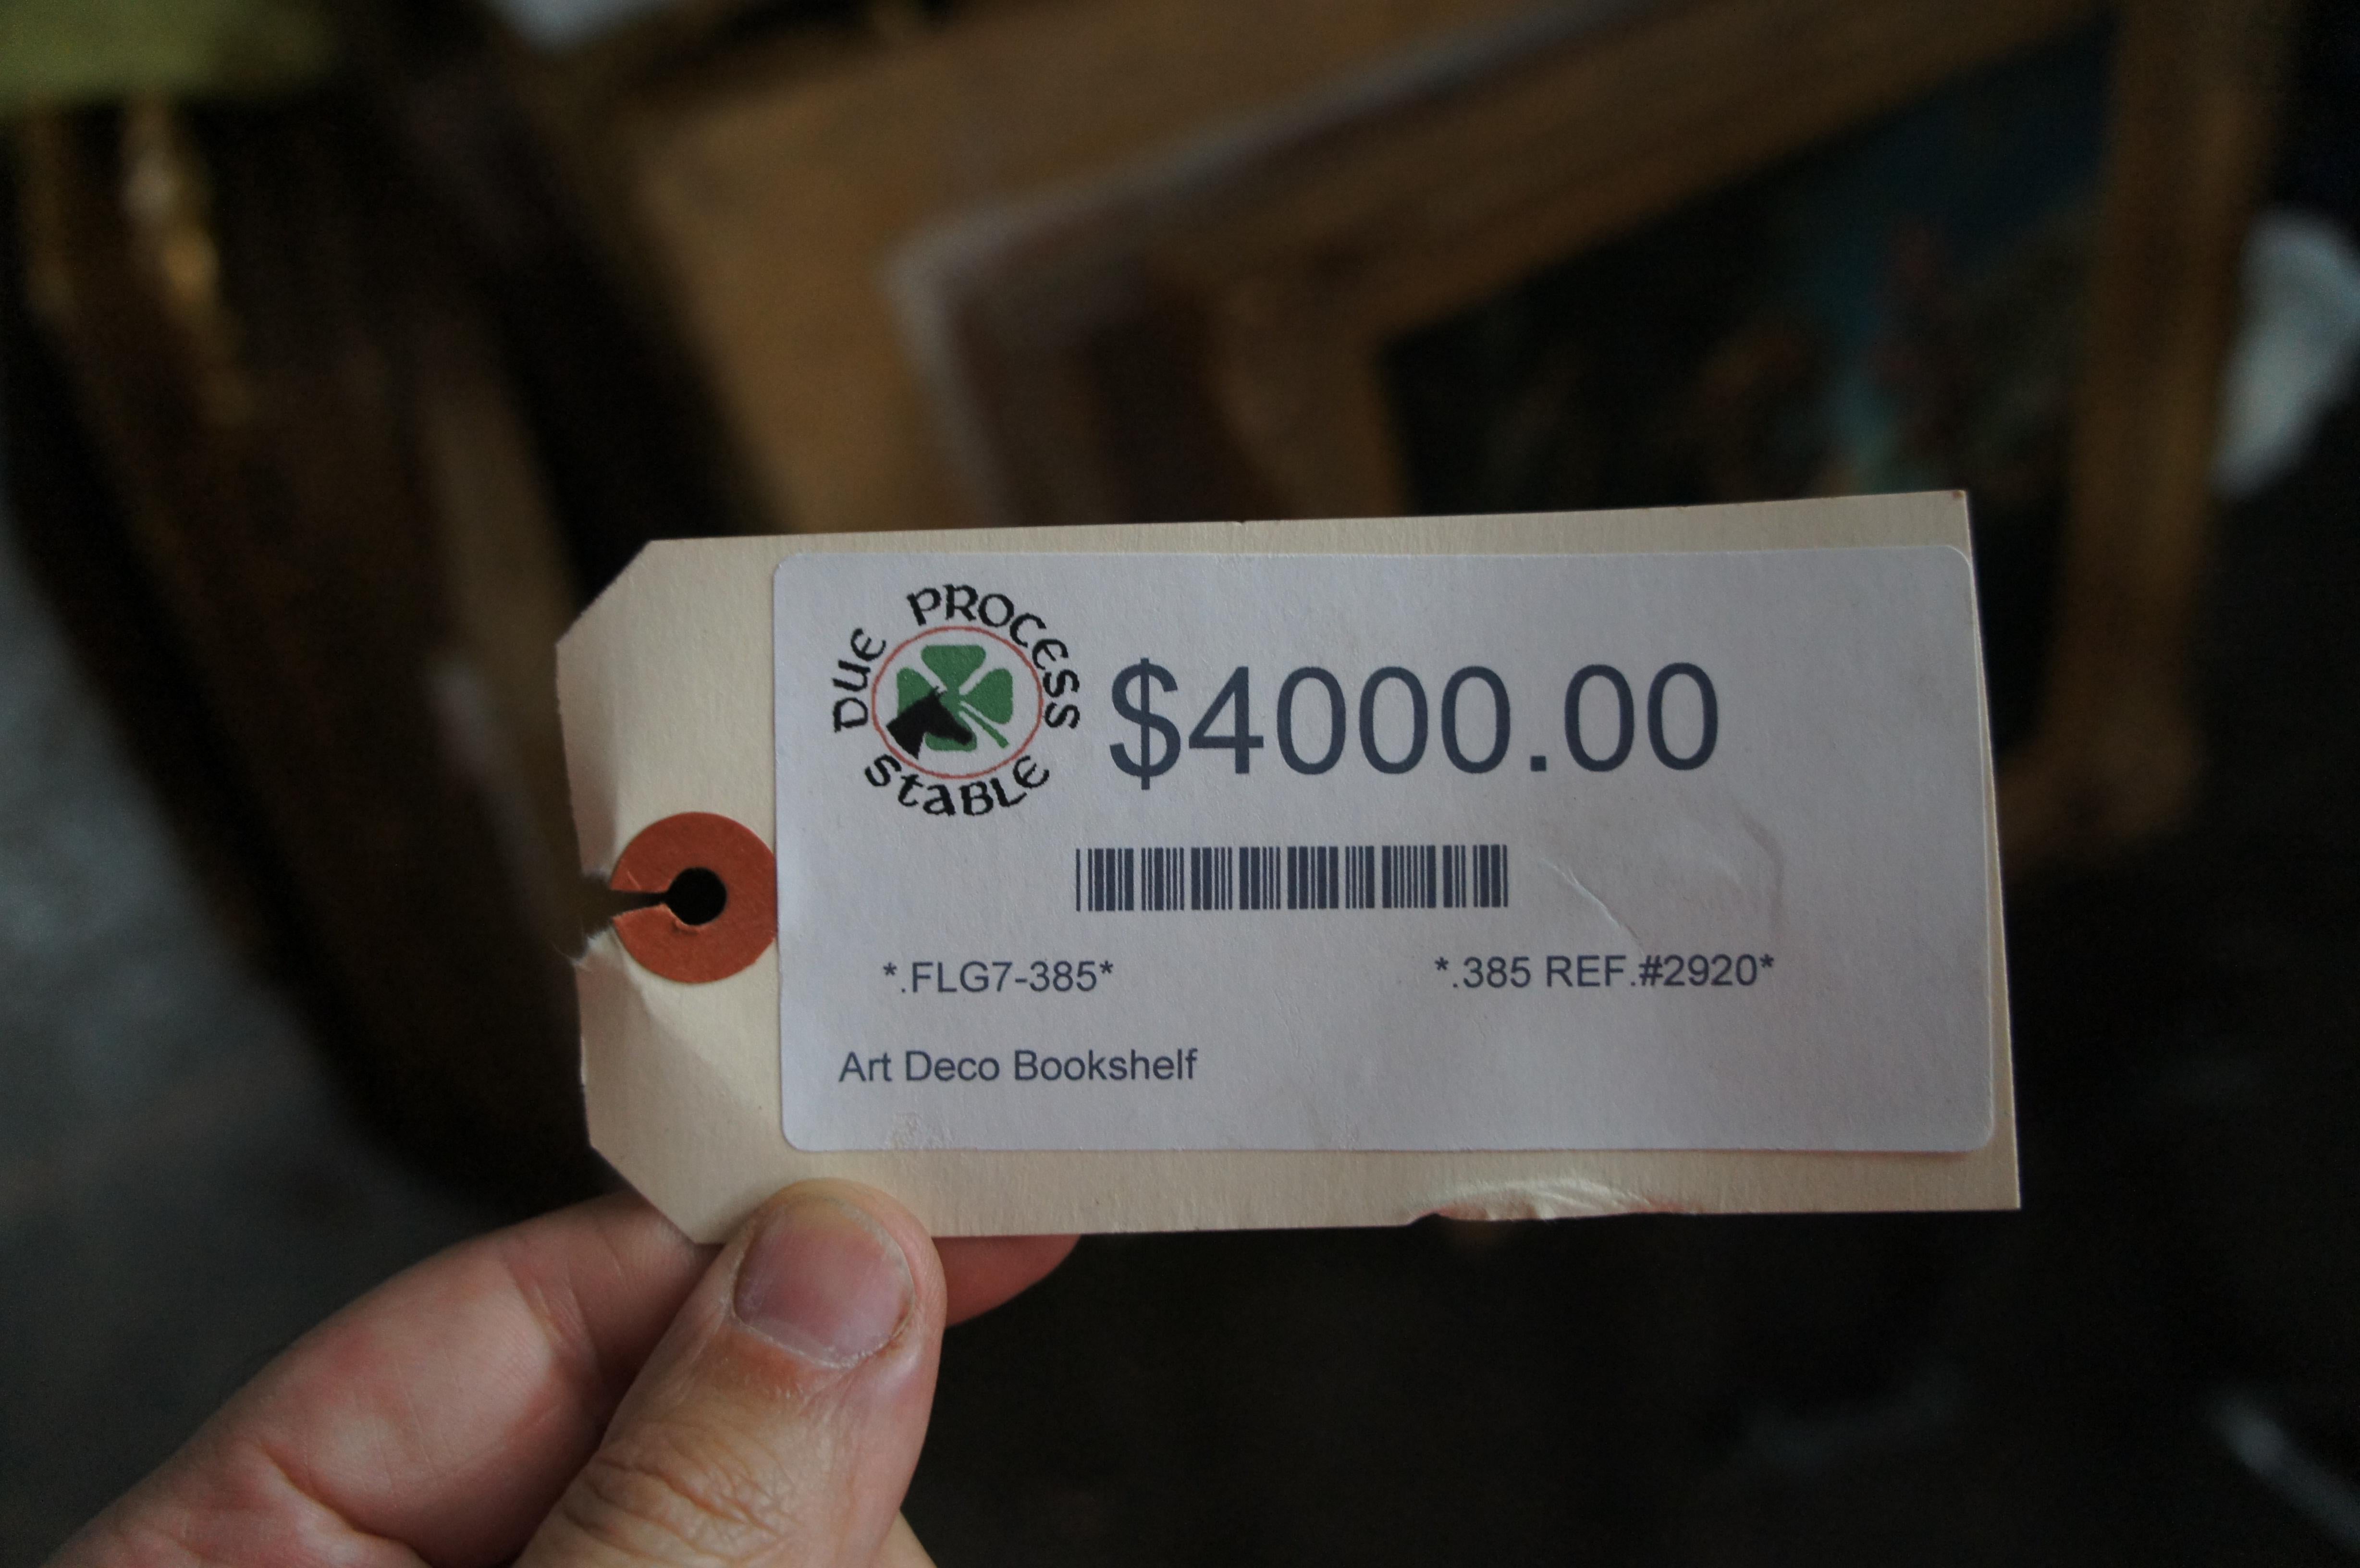 DUE PROCESS
STABLE
$4000.00
*.FLG7-385*
*.385 REF.#2920*
Art Deco Bookshelf